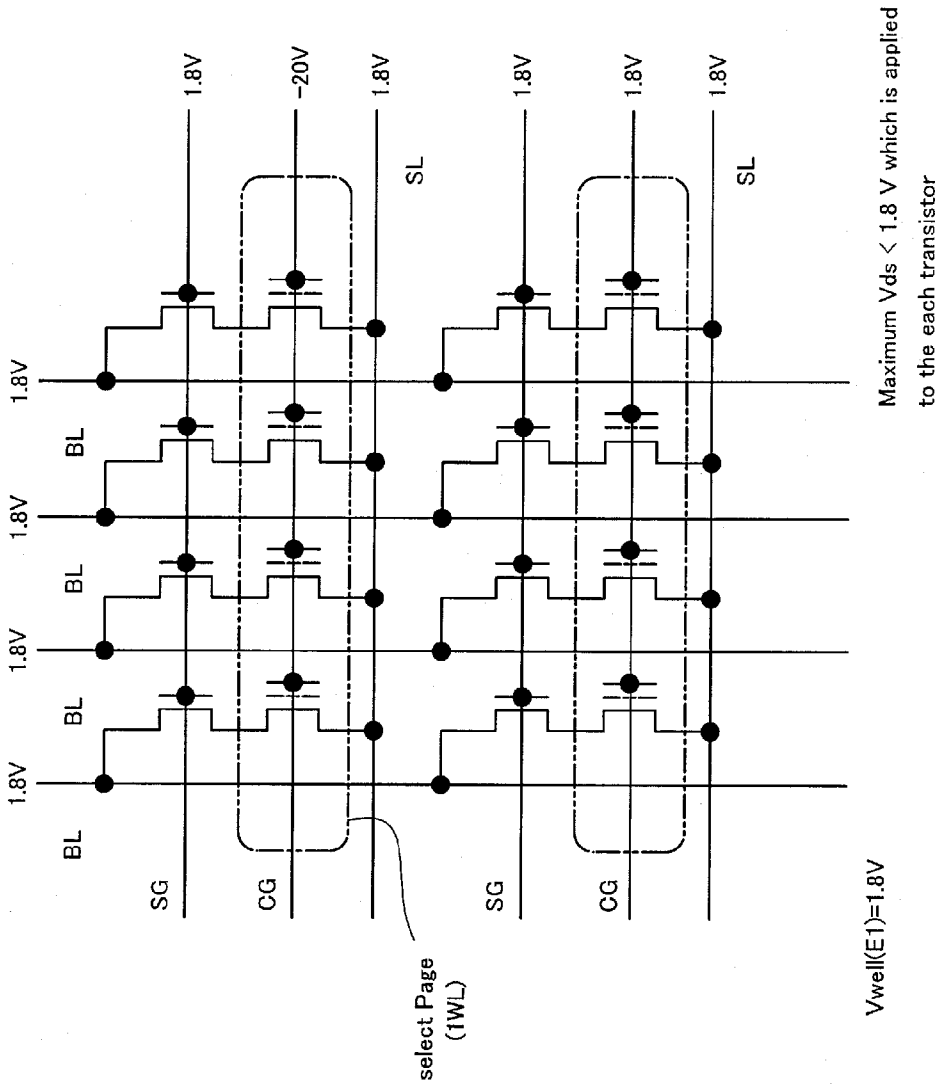 1.8V
1.8V
1.8V
1.8V
BL
BL
BL
BL
SG
1.8V
CG
-20V
1.8V
SL
select Page
(1WL)
SG
1.8V
CG
1.8V
1.8V
SL
Vwell(E1)=1.8V
Maximum Vds < 1.8 V which is applied
to the each transistor